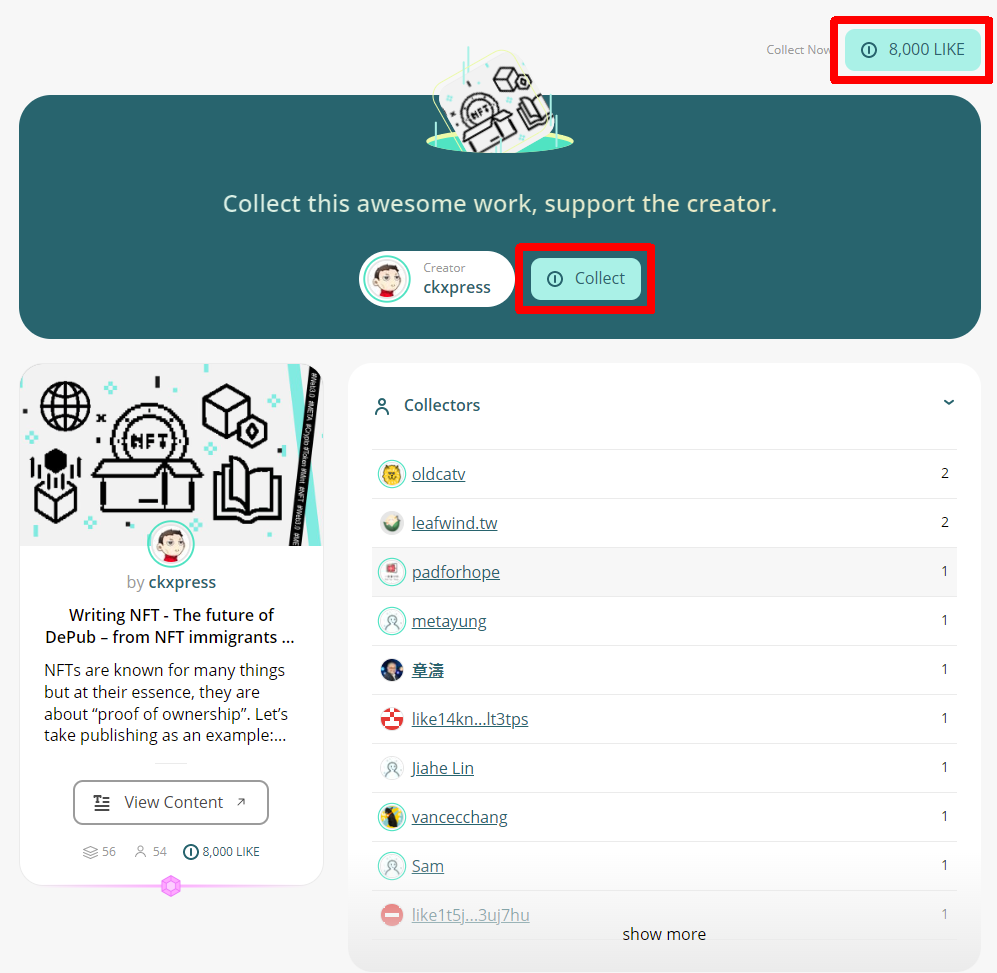 Collect Now
8,000 LIKE
NFT
Collect this awesome work, support the creator.
Creator
ckxpress
Collect
NFT
#Web3.0 #META #Crypto #Token #Mint #NFT #Web3.0
by ckxpress
Writing NFT - The future of
DePub – from NFT immigrants ...
NFTs are known for many things
but at their essence, they are
about “proof of ownership”. Let’s
take publishing as an example:...
View Content
56
54
8,000 LIKE
Collectors
oldcatv 2
leafwind.tw 2
padforhope 1
metayung 1
章濤 1
like14kn...lt3tps 1
Jiahe Lin 1
vancecchang 1
Sam 1
like1t5j...3uj7hu 1
show more